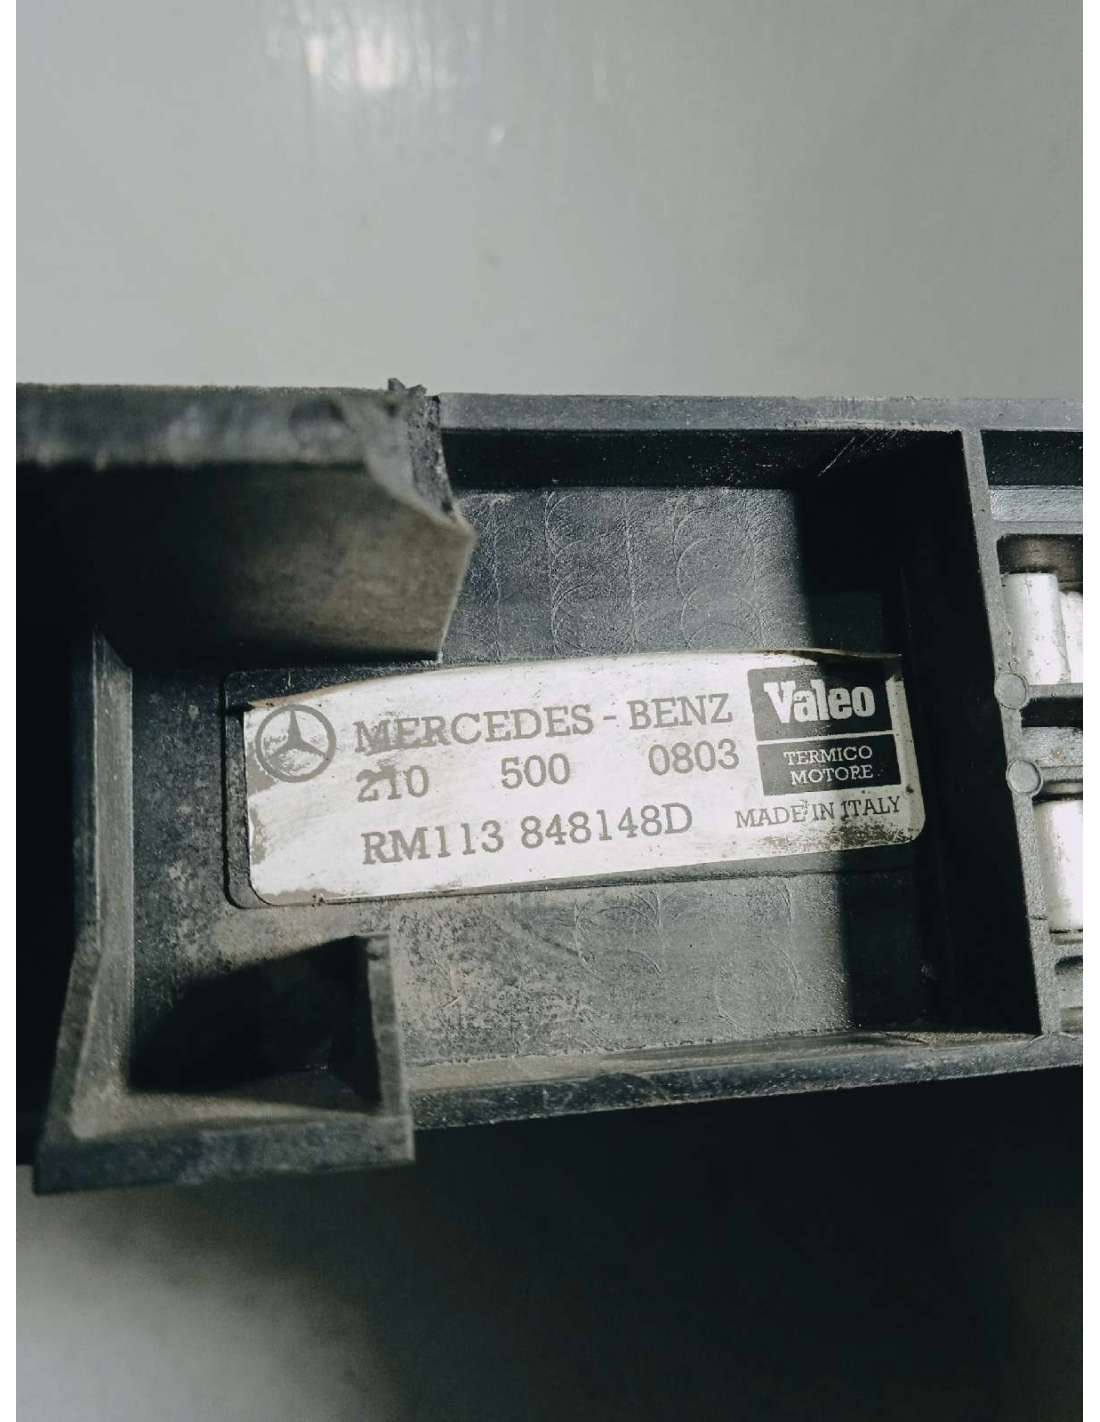 MERCEDES - BENZ
210 500 0803
RM113 848148D
Valeo
TERMICO
MOTORE
MADE IN ITALY